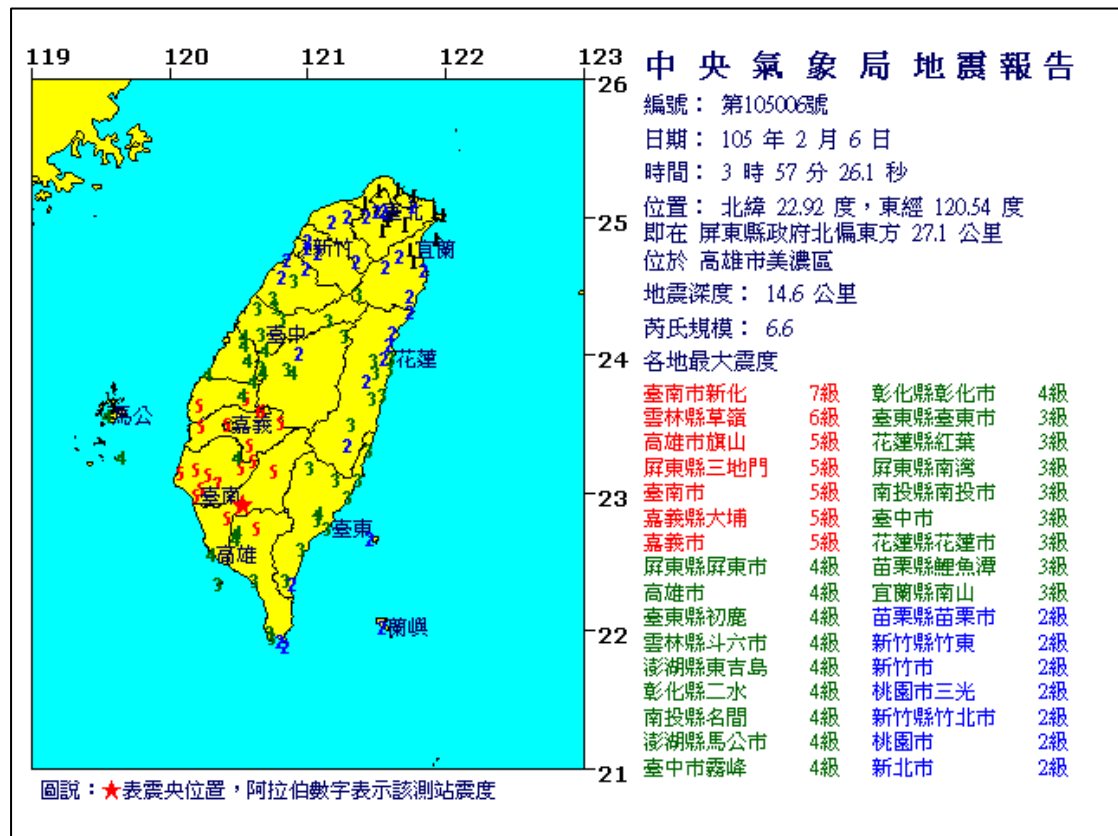 119 120 121 122 123
26
25
24
23
22
21
臺北
新竹
宜蘭
臺中
花蓮
馬公
嘉義
臺南
臺東
高雄
蘭嶼
圖說：★表震央位置，阿拉伯數字表示該測站震度
中央氣象局地震報告
編號： 第105006號
日期： 105 年 2 月 6 日
時間： 3 時 57 分 26.1 秒
位置： 北緯 22.92 度，東經 120.54 度
即在 屏東縣政府北偏東方 27.1 公里
位於 高雄市美濃區
地震深度： 14.6 公里
芮氏規模： 6.6
各地最大震度
臺南市新化 7級 彰化縣彰化市 4級
雲林縣草嶺 6級 臺東縣臺東市 3級
高雄市旗山 5級 花蓮縣紅葉 3級
屏東縣三地門 5級 屏東縣南灣 3級
臺南市 5級 南投縣南投市 3級
嘉義縣大埔 5級 臺中市 3級
嘉義市 5級 花蓮縣花蓮市 3級
屏東縣屏東市 4級 苗栗縣鯉魚潭 3級
高雄市 4級 宜蘭縣南山 3級
臺東縣初鹿 4級 苗栗縣苗栗市 2級
雲林縣斗六市 4級 新竹縣竹東 2級
澎湖縣東吉島 4級 新竹市 2級
彰化縣二水 4級 桃園市三光 2級
南投縣名間 4級 新竹縣竹北市 2級
澎湖縣馬公市 4級 桃園市 2級
臺中市霧峰 4級 新北市 2級